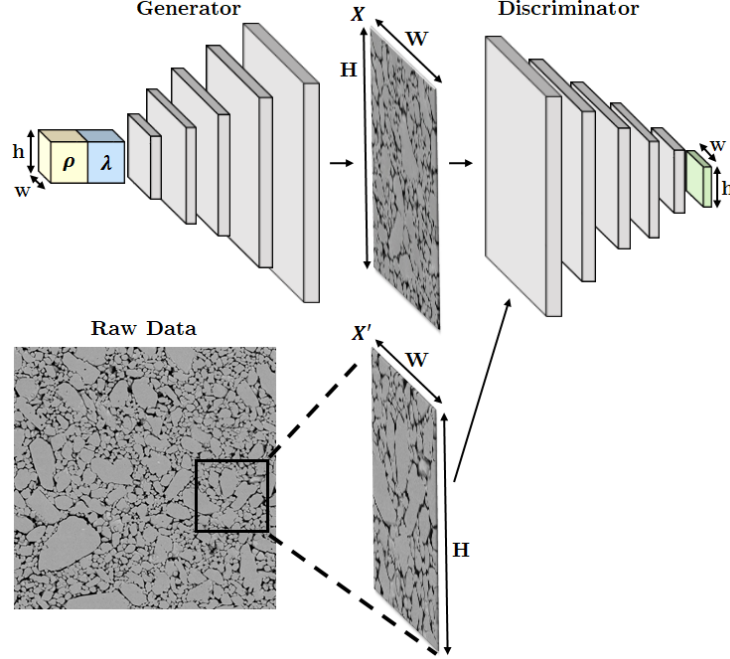 Generator
Discriminator
X
W
H
h
w
ρ
λ
w
h
Raw Data
X′
W
H